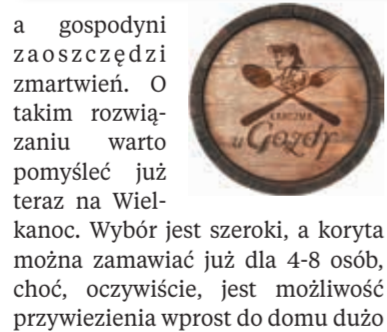 a gospodyni
zaoszczędzi
zmartwień. O
takim rozwią-
zaniu warto
pomyśleć już
teraz na Wiel-
kanoc. Wybór jest szeroki, a koryta
można zamawiać już dla 4-8 osób,
choć, oczywiście, jest możliwość
przywiezienia wprost do domu dużo
KARCZMA
u Gazdy